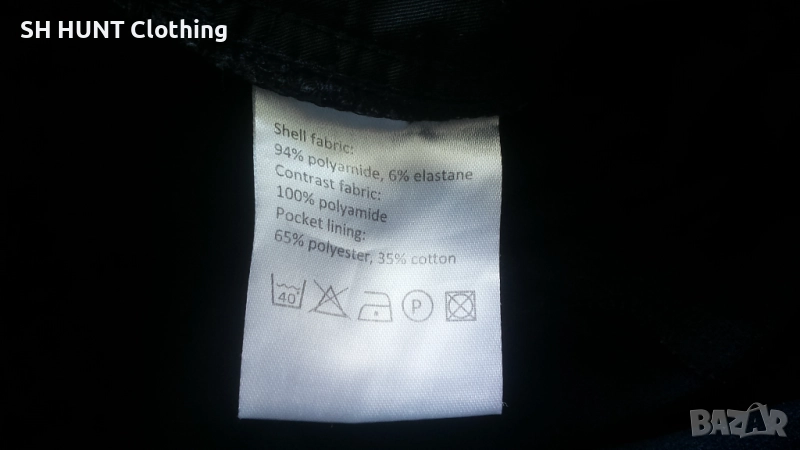 SH HUNT Clothing
Shell fabric:
94% polyamide, 6% elastane
Contrast fabric:
100% polyamide
Pocket lining:
65% polyester, 35% cotton
40°
P
BAZAR